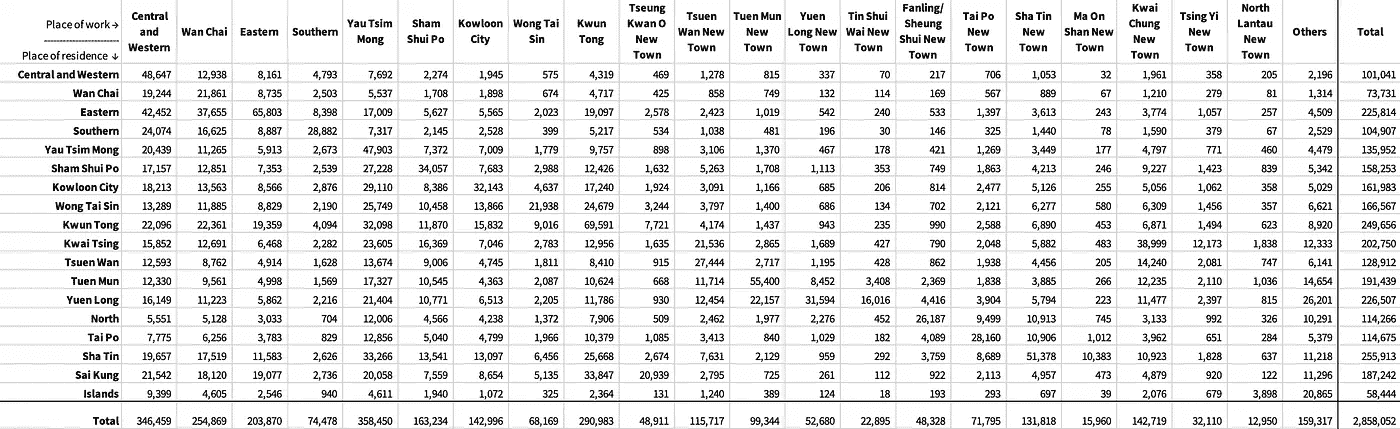 Place of work → Central and Western Wan Chai Eastern Southern Yau Tsim Mong Sham Shui Po Kowloon City Wong Tai Sin Kwun Tong Tseung Kwan O New Town Tsuen Wan New Town Tuen Mun New Town Yuen Long New Town Tin Shui Wai New Town Fanling/ Sheung Shui New Town Tai Po New Town Sha Tin New Town Ma On Shan New Town Kwai Chung New Town Tsing Yi New Town North Lantau New Town Others Total
Place of residence ↓
Central and Western 48,647 12,938 8,161 4,793 7,692 2,274 1,945 575 4,319 469 1,278 815 337 70 217 706 1,053 32 1,961 358 205 2,196 101,041
Wan Chai 19,244 21,861 8,735 2,503 5,537 1,708 1,898 674 4,717 425 858 749 132 114 169 567 889 67 1,210 279 81 1,314 73,731
Eastern 42,452 37,655 65,803 8,398 17,009 5,627 5,565 2,023 19,097 2,578 2,423 1,019 542 240 533 1,397 3,613 243 3,774 1,057 257 4,509 225,814
Southern 24,074 16,625 8,887 28,882 7,317 2,145 2,528 399 5,217 534 1,038 481 196 30 146 325 1,440 78 1,590 379 67 2,529 104,907
Yau Tsim Mong 20,439 11,265 5,913 2,673 47,903 7,372 7,009 1,779 9,757 898 3,106 1,370 467 178 421 1,269 3,449 177 4,797 771 460 4,479 135,952
Sham Shui Po 17,157 12,851 7,353 2,539 27,228 34,057 7,683 2,988 12,426 1,632 5,263 1,708 1,113 353 749 1,863 4,213 246 9,227 1,423 839 5,342 158,253
Kowloon City 18,213 13,563 8,566 2,876 29,110 8,386 32,143 4,637 17,240 1,924 3,091 1,166 685 206 814 2,477 5,126 255 5,056 1,062 358 5,029 161,983
Wong Tai Sin 13,289 11,885 8,829 2,190 25,749 10,458 13,866 21,938 24,679 3,244 3,797 1,400 686 134 702 2,121 6,277 580 6,309 1,456 357 6,621 166,567
Kwun Tong 22,096 22,361 19,359 4,094 32,098 11,870 15,832 9,016 69,591 7,721 4,174 1,437 943 235 990 2,588 6,890 453 6,871 1,494 623 8,920 249,656
Kwai Tsing 15,852 12,691 6,468 2,282 23,605 16,369 7,046 2,783 12,956 1,635 21,536 2,865 1,689 427 790 2,048 5,882 483 38,999 12,173 1,838 12,333 202,750
Tsuen Wan 12,593 8,762 4,914 1,628 13,674 9,006 4,745 1,811 8,410 915 27,444 2,717 1,195 428 862 1,938 4,456 205 14,240 2,081 747 6,141 128,912
Tuen Mun 12,330 9,561 4,998 1,569 17,327 10,545 4,363 2,087 10,624 668 11,713 55,400 8,452 3,408 2,369 1,838 3,885 266 12,235 2,110 1,036 14,654 191,439
Yuen Long 16,149 11,223 5,862 2,216 21,404 10,771 6,513 2,205 11,786 930 12,454 22,157 31,594 16,016 4,416 3,904 5,794 223 11,477 2,397 815 26,201 226,507
North 5,551 5,128 3,033 704 12,006 4,566 4,238 1,372 7,906 509 2,462 1,977 2,276 452 26,187 9,499 10,913 745 3,133 992 326 10,291 114,266
Tai Po 7,775 6,256 3,783 829 12,856 5,040 4,799 1,966 10,379 1,085 3,413 840 1,029 182 4,089 28,160 10,906 1,012 3,962 651 284 5,379 114,675
Sha Tin 19,657 17,519 11,583 2,626 33,266 13,541 13,097 6,456 25,668 2,674 7,631 2,129 959 292 3,759 8,689 51,378 10,383 10,923 1,828 637 11,218 255,913
Sai Kung 21,542 18,120 19,077 2,736 20,058 7,559 8,654 5,135 33,847 20,939 2,795 725 261 112 922 2,113 4,957 473 4,879 920 122 11,296 187,242
Islands 9,399 4,605 2,546 940 4,611 1,940 1,072 325 2,364 131 1,240 389 124 18 193 293 697 39 2,076 679 3,898 20,865 58,444
Total 346,459 254,869 203,870 74,478 358,450 163,234 142,996 68,169 290,983 48,911 115,717 99,344 52,680 22,895 48,328 71,795 131,818 15,960 142,719 32,110 12,950 159,317 2,858,052